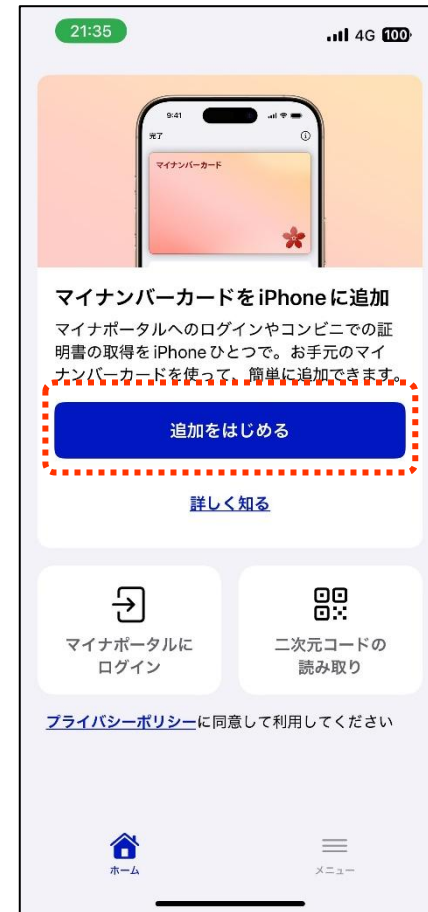 21:35 4G 100
9:41
完了
マイナンバーカード
マイナンバーカードをiPhoneに追加
マイナポータルへのログインやコンビニでの証
明書の取得をiPhoneひとつで。お手元のマイ
ナンバーカードを使って、簡単に追加できます。
追加をはじめる
詳しく知る
マイナポータルに
ログイン
二次元コードの
読み取り
プライバシーポリシーに同意して利用してください
ホーム
メニュー